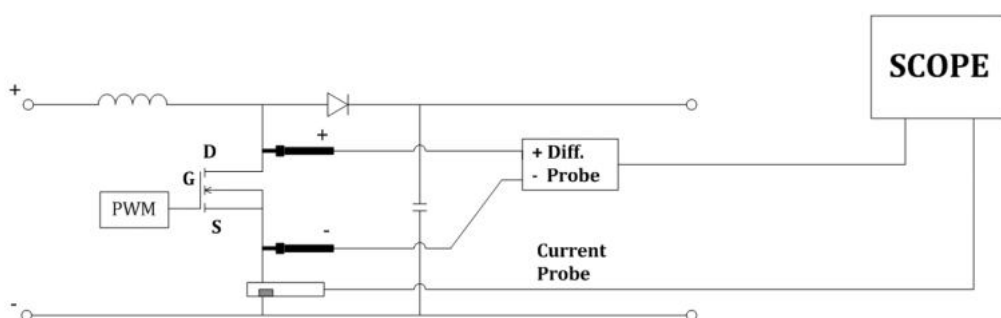 SCOPE
+
+
D
+ Diff.
- Probe
G
PWM
S
-
Current
Probe
-